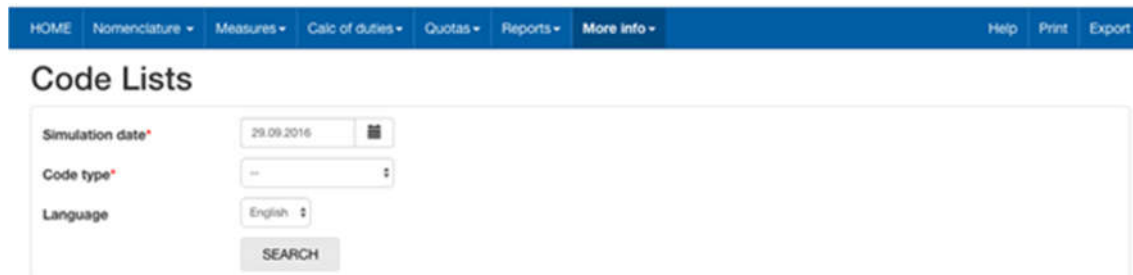 HOME Nomenclature Measures Calc of duties Quotas Reports More info Help Print Export
Code Lists
Simulation date* 29.09.2016
Code type* --
Language English
SEARCH